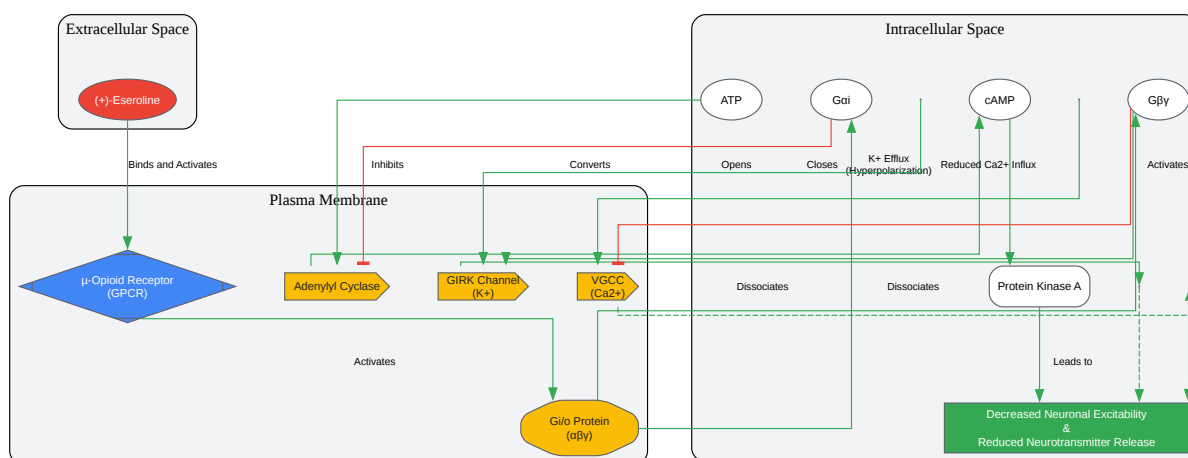 Extracellular Space
Intracellular Space
(+)-Eseroline
ATP
Gαi
cAMP
Gβγ
Binds and Activates
Inhibits
Converts
Opens
Closes
K+ Efflux
(Hyperpolarization)
Reduced Ca2+ Influx
Activates
Plasma Membrane
µ-Opioid Receptor
(GPCR)
Adenylyl Cyclase
GIRK Channel
(K+)
VGCC
(Ca2+)
Dissociates
Dissociates
Protein Kinase A
Activates
Leads to
Gi/o Protein
(αβγ)
Decreased Neuronal Excitability
&
Reduced Neurotransmitter Release